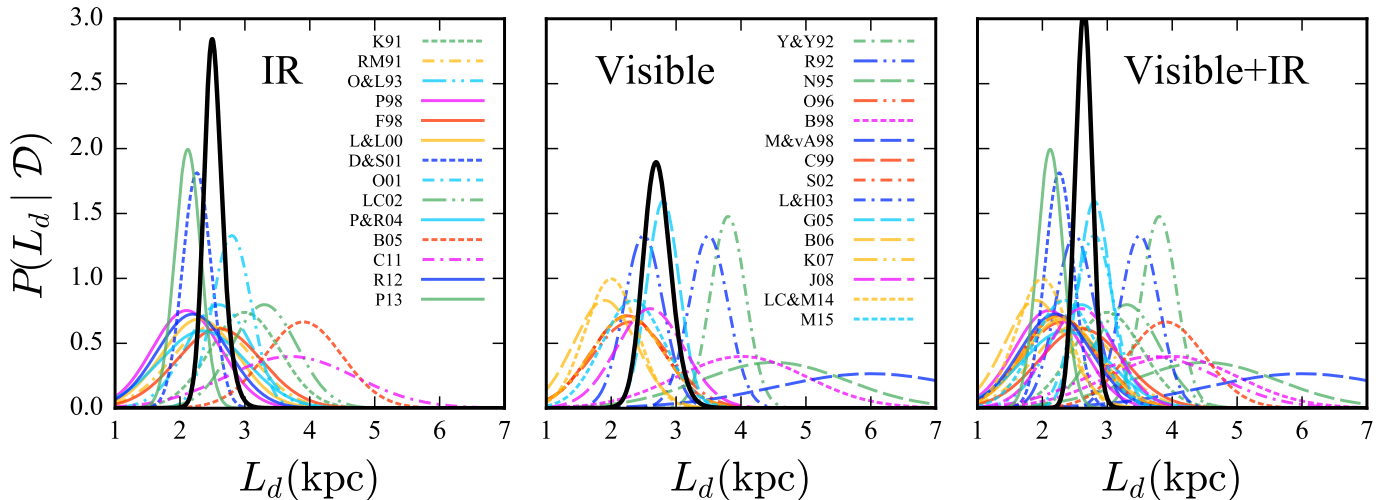 P(L_d | 𝒟)
3.0
2.5
2.0
1.5
1.0
0.5
0.0
IR
K91
RM91
O&L93
P98
F98
L&L00
D&S01
O01
LC02
P&R04
B05
C11
R12
P13
1 2 3 4 5 6 7
L_d(kpc)
Visible
Y&Y92
R92
N95
O96
B98
M&vA98
C99
S02
L&H03
G05
B06
K07
J08
LC&M14
M15
1 2 3 4 5 6 7
L_d(kpc)
Visible+IR
1 2 3 4 5 6 7
L_d(kpc)